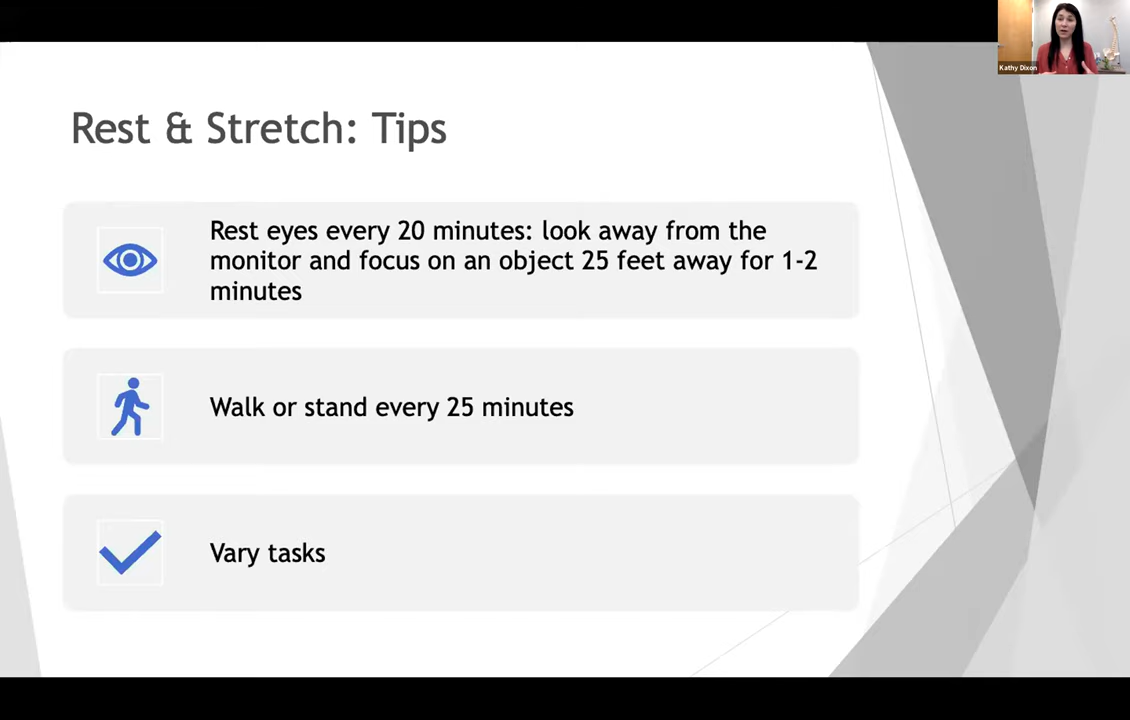 Kathy Dixon
Rest & Stretch: Tips
Rest eyes every 20 minutes: look away from the
monitor and focus on an object 25 feet away for 1-2
minutes
Walk or stand every 25 minutes
Vary tasks